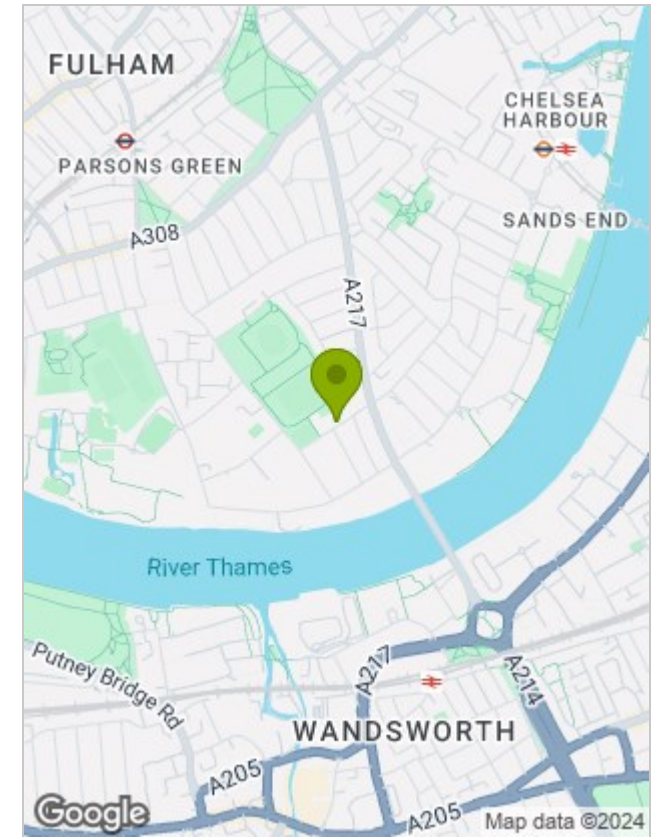 FULHAM
CHELSEA
HARBOUR
PARSONS GREEN
SANDS END
A308
A217
River Thames
Putney Bridge Rd
A217
A214
WANDSWORTH
A205
A205
Google
Map data ©2024